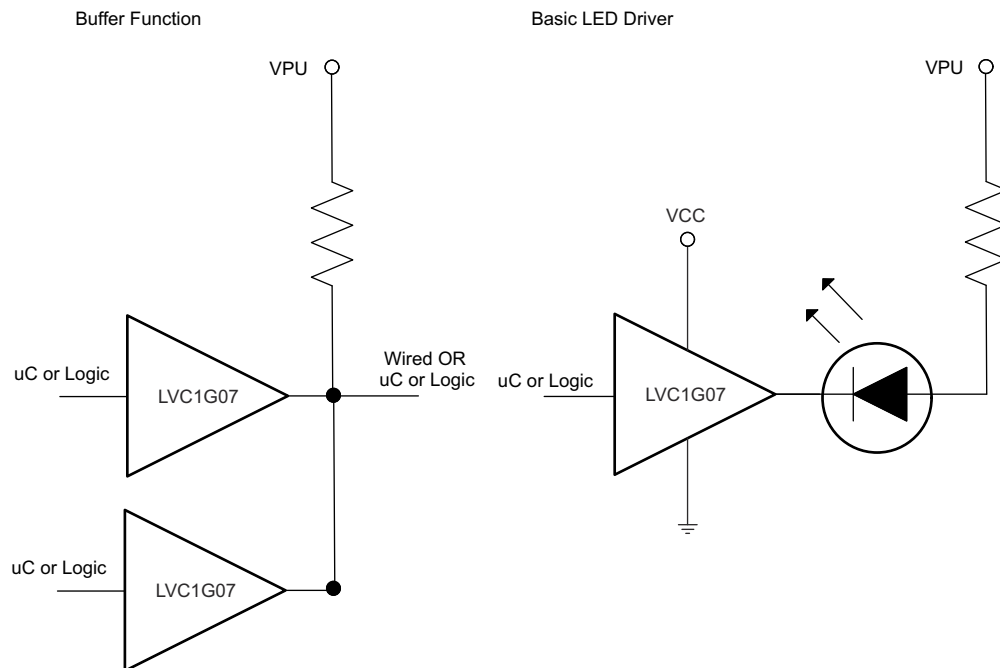 Buffer Function
Basic LED Driver
VPU
VPU
VCC
Wired OR
uC or Logic
uC or Logic
LVC1G07
uC or Logic
LVC1G07
uC or Logic
LVC1G07